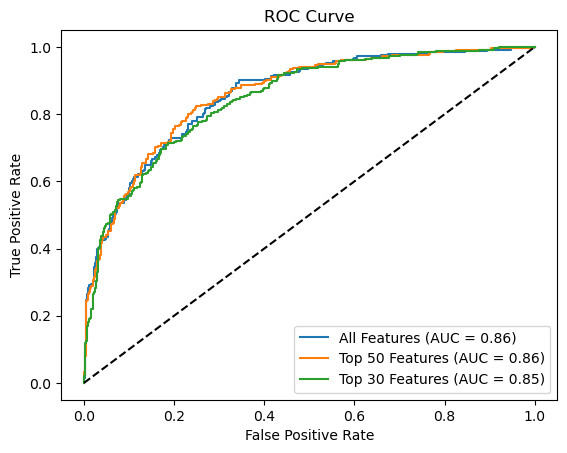 ROC Curve
True Positive Rate
1.0
0.8
0.6
0.4
0.2
0.0
All Features (AUC = 0.86)
Top 50 Features (AUC = 0.86)
Top 30 Features (AUC = 0.85)
0.0 0.2 0.4 0.6 0.8 1.0
False Positive Rate